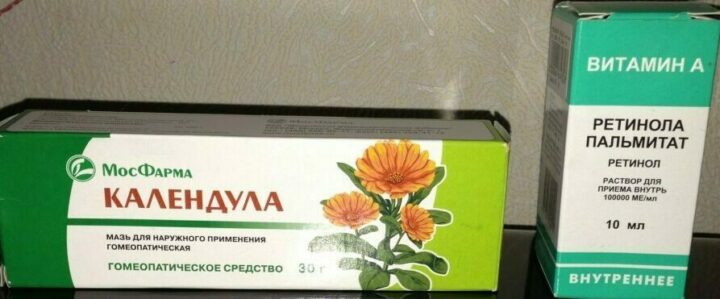 МосФарма
КАЛЕНДУЛА
МАЗЬ ДЛЯ НАРУЖНОГО ПРИМЕНЕНИЯ
ГОМЕОПАТИЧЕСКАЯ
ГОМЕОПАТИЧЕСКОЕ СРЕДСТВО 30 г
ВИТАМИН А
РЕТИНОЛА
ПАЛЬМИТАТ
РЕТИНОЛ
РАСТВОР ДЛЯ
ПРИЕМА ВНУТРЬ
100000 МЕ/мл
10 мл
ВНУТРЕННЕЕ